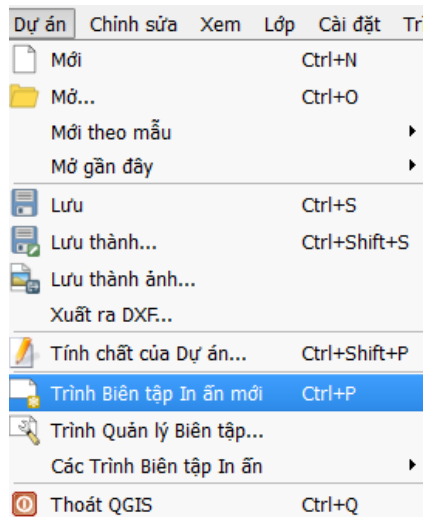 Dự án Chỉnh sửa Xem Lớp Cài đặt
Mới Ctrl+N
Mở... Ctrl+O
Mới theo mẫu
Mở gần đây
Lưu Ctrl+S
Lưu thành... Ctrl+Shift+S
Lưu thành ảnh...
Xuất ra DXF...
Tính chất của Dự án... Ctrl+Shift+P
Trình Biên tập In ấn mới Ctrl+P
Trình Quản lý Biên tập...
Các Trình Biên tập In ấn
Thoát QGIS Ctrl+Q